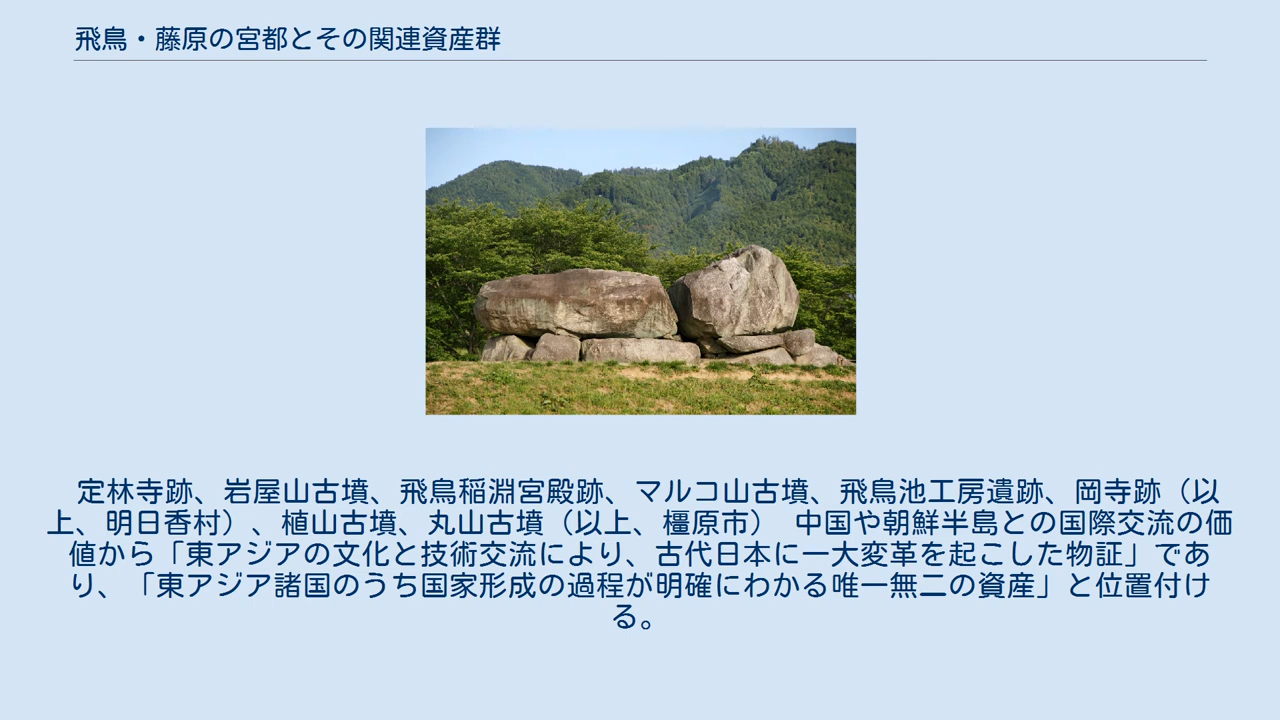 飛鳥・藤原の宮都とその関連資産群
定林寺跡、岩屋山古墳、飛鳥稲淵宮殿跡、マルコ山古墳、飛鳥池工房遺跡、岡寺跡（以
上、明日香村）、植山古墳、丸山古墳（以上、橿原市） 中国や朝鮮半島との国際交流の価
値から「東アジアの文化と技術交流により、古代日本に一大変革を起こした物証」であ
り、「東アジア諸国のうち国家形成の過程が明確にわかる唯一無二の資産」と位置付け
る。